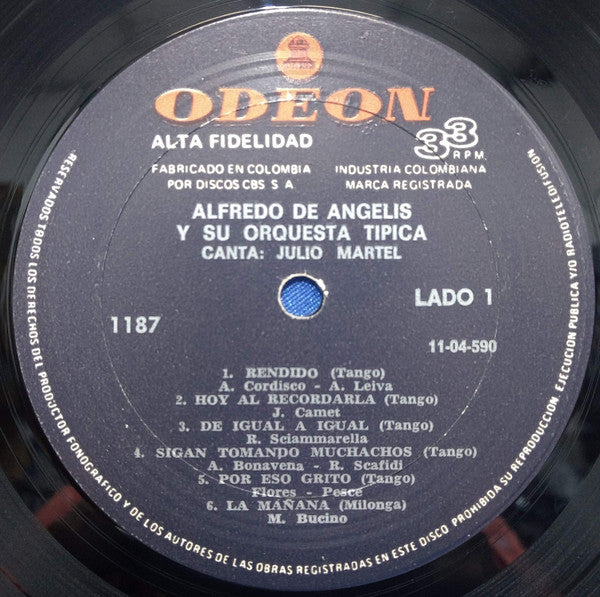 ODEON
ALTA FIDELIDAD
33 RPM.
FABRICADO EN COLOMBIA
POR DISCOS CBS S A
INDUSTRIA COLOMBIANA
MARCA REGISTRADA
ALFREDO DE ANGELIS
Y SU ORQUESTA TIPICA
CANTA: JULIO MARTEL
LADO 1
1187
11-04-590
1. RENDIDO (Tango)
A. Cordisco - A. Leiva
2. HOY AL RECORDARLA (Tango)
J. Camet
3. DE IGUAL A IGUAL (Tango)
R. Sciammarella
4. SIGAN TOMANDO MUCHACHOS (Tango)
A. Bonavena - R. Scafidi
5. POR ESO GRITO (Tango)
Flores - Pesce
6. LA MAÑANA (Milonga)
M. Bucino
RESERVADOS TODOS LOS DERECHOS DEL PRODUCTOR FONOGRAFICO Y DE LOS AUTORES DE LAS OBRAS REGISTRADAS EN ESTE DISCO PROHIBIDA SU REPRODUCCION, EJECUCION PUBLICA Y/O RADIOTELEDIFUSION